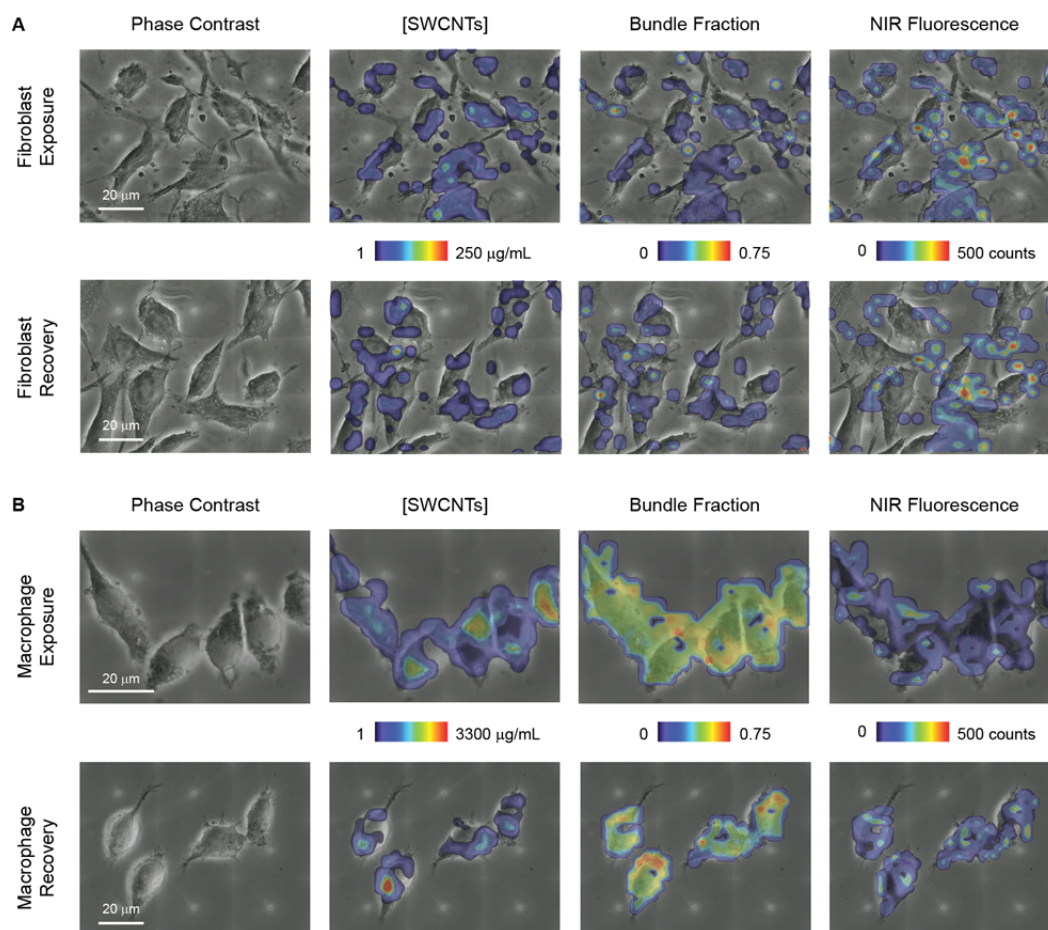 A
Phase Contrast
[SWCNTs]
Bundle Fraction
NIR Fluorescence
Fibroblast
Exposure
20 μm
1 250 μg/mL
0 0.75
0 500 counts
Fibroblast
Recovery
20 μm
B
Phase Contrast
[SWCNTs]
Bundle Fraction
NIR Fluorescence
Macrophage
Exposure
20 μm
1 3300 μg/mL
0 0.75
0 500 counts
Macrophage
Recovery
20 μm